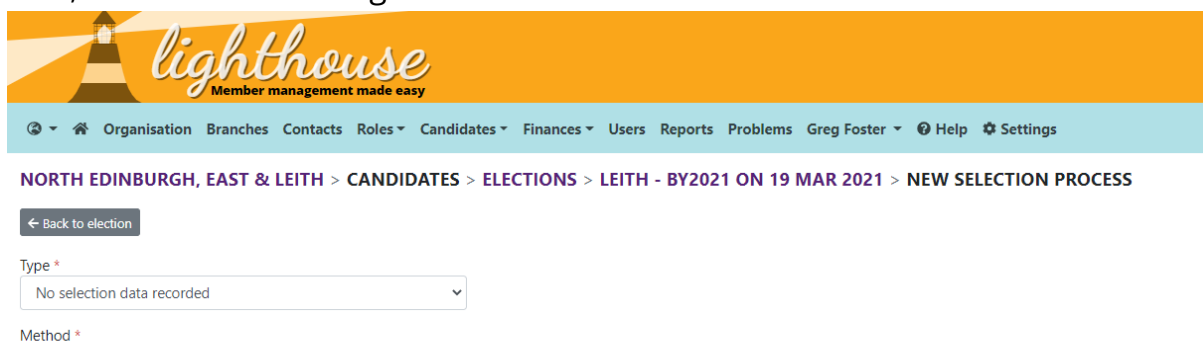 lighthouse
Member management made easy
Organisation Branches Contacts Roles Candidates Finances Users Reports Problems Greg Foster Help Settings
NORTH EDINBURGH, EAST & LEITH > CANDIDATES > ELECTIONS > LEITH - BY2021 ON 19 MAR 2021 > NEW SELECTION PROCESS
← Back to election
Type *
No selection data recorded
Method *